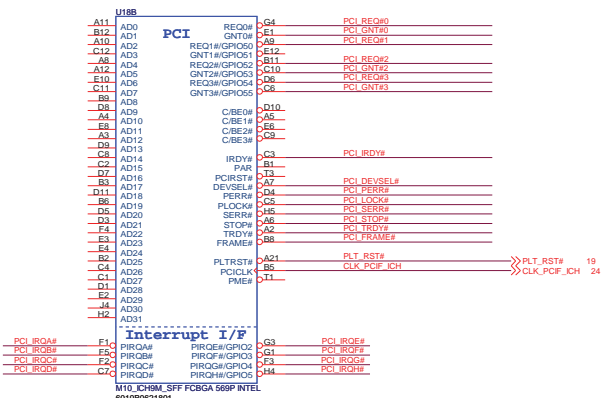 U18B
PCI
A11 AD0 REQ0# G4 PCI_REQ#0
B12 AD1 GNT0# E1 PCI_GNT#0
A10 AD2 REQ1#/GPIO50 A9 PCI_REQ#1
C12 AD3 GNT1#/GPIO51 E12
A8 AD4 REQ2#/GPIO52 B11 PCI_REQ#2
A12 AD5 GNT2#/GPIO53 C10 PCI_GNT#2
E10 AD6 REQ3#/GPIO54 D6 PCI_REQ#3
C11 AD7 GNT3#/GPIO55 C6 PCI_GNT#3
B9 AD8
D8 AD9 C/BE0# D10
A4 AD10 C/BE1# A5
E8 AD11 C/BE2# E6
A3 AD12 C/BE3# C9
D9 AD13
C8 AD14 IRDY# C3 PCI_IRDY#
C2 AD15 PAR B1
D7 AD16 PCIRST# T3
B3 AD17 DEVSEL# A7 PCI_DEVSEL#
D11 AD18 PERR# D4 PCI_PERR#
B6 AD19 PLOCK# C5 PCI_LOCK#
D5 AD20 SERR# H5 PCI_SERR#
D3 AD21 STOP# A6 PCI_STOP#
F4 AD22 TRDY# A2 PCI_TRDY#
E3 AD23 FRAME# B8 PCI_FRAME#
E4 AD24
B2 AD25 PLTRST# A21 PLT_RST# PLT_RST# 19
C4 AD26 PCICLK B5 CLK_PCIF_ICH CLK_PCIF_ICH 24
C1 AD27 PME# T1
D1 AD28
E2 AD29
J4 AD30
H2 AD31
Interrupt I/F
PCI_IRQA# F1 PIRQA# PIRQE#/GPIO2 G3 PCI_IRQE#
PCI_IRQB# F5 PIRQB# PIRQF#/GPIO3 G1 PCI_IRQF#
PCI_IRQC# F2 PIRQC# PIRQG#/GPIO4 F3 PCI_IRQG#
PCI_IRQD# C7 PIRQD# PIRQH#/GPIO5 H4 PCI_IRQH#
M10_ICH9M_SFF FCBGA 569P INTEL